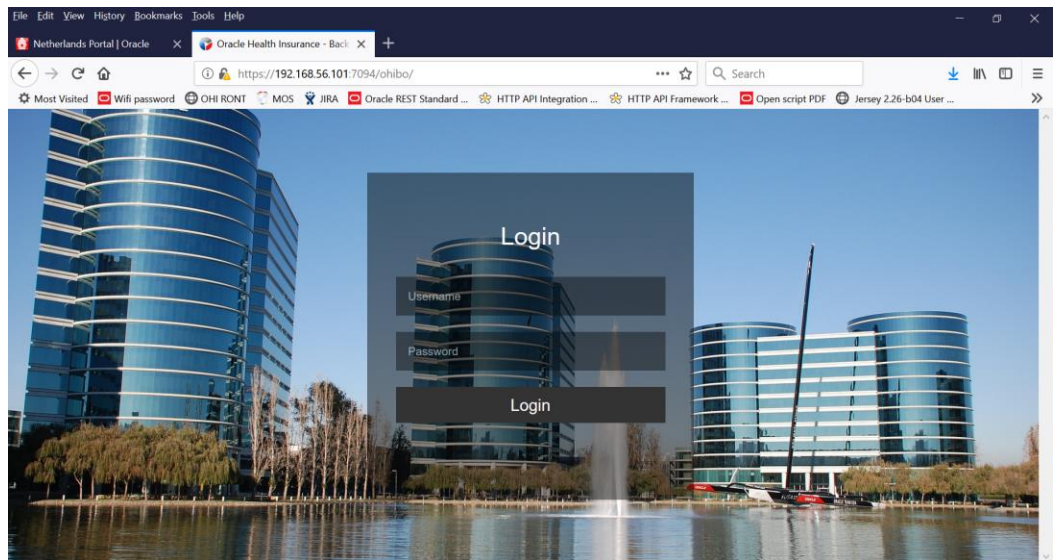 File Edit View History Bookmarks Tools Help
Netherlands Portal | Oracle
Oracle Health Insurance - Back
https://192.168.56.101:7094/ohibo/
Search
Most Visited Wifi password OHI RONT MOS JIRA Oracle REST Standard ... HTTP API Integration ... HTTP API Framework ... Open script PDF Jersey 2.26-b04 User ...
Login
Username
Password
Login